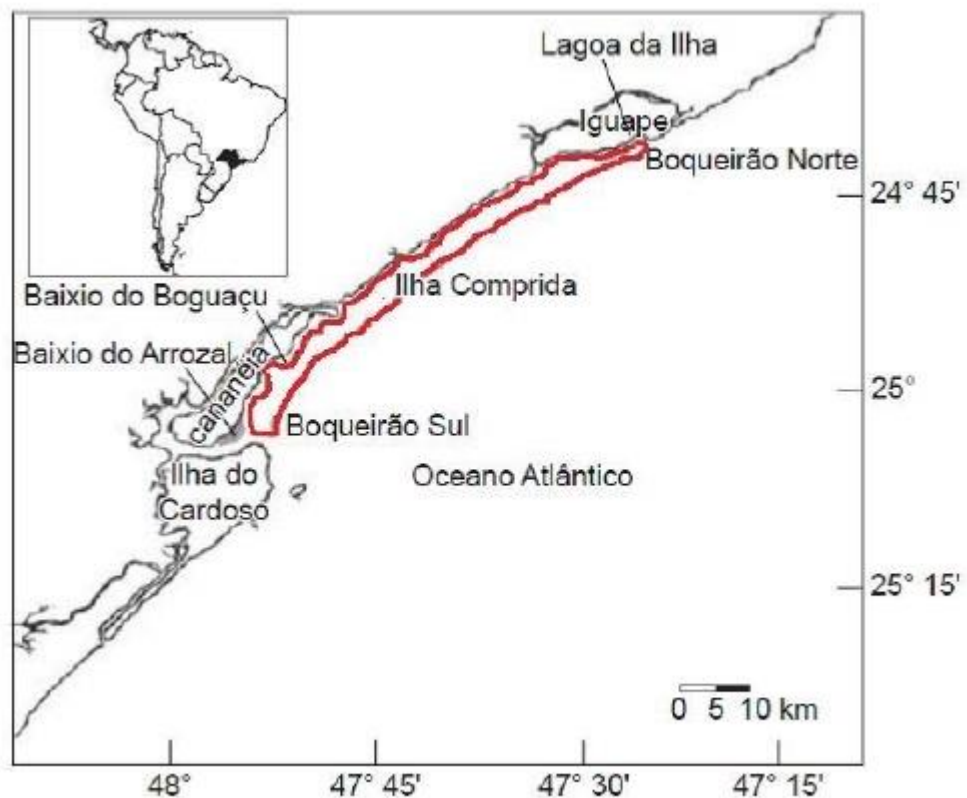 Lagoa da Ilha
Iguape
Boqueirão Norte
24° 45'
Ilha Comprida
Baixio do Boguaçu
Baixio do Arrozal
cananéia
25°
Boqueirão Sul
Ilha do
Cardoso
Oceano Atlântico
25° 15'
0 5 10 km
48° 47° 45' 47° 30' 47° 15'